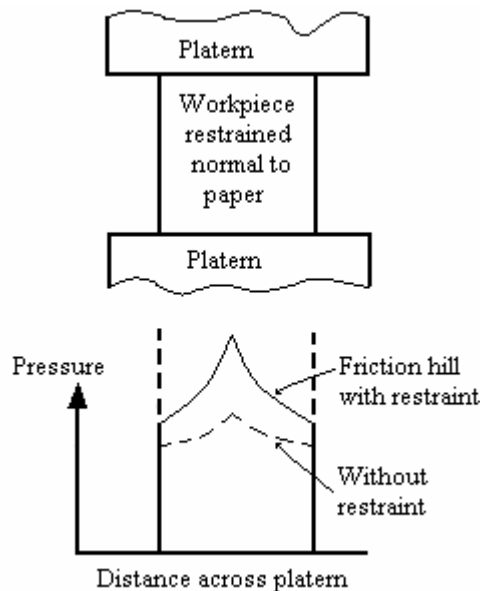 Platern
Workpiece
restrained
normal to
paper
Platern
Pressure
Friction hill
with restraint
Without
restraint
Distance across platern